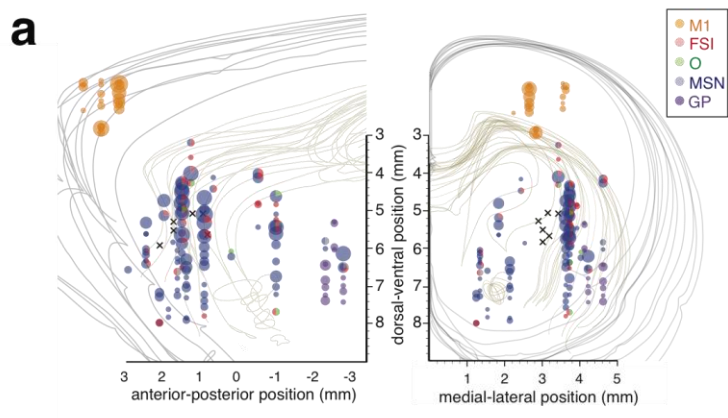 a
M1
FSI
O
MSN
GP
3
4
5
6
7
8
dorsal-ventral position (mm)
3
4
5
6
7
8
3 2 1 0 -1 -2 -3
anterior-posterior position (mm)
1 2 3 4 5
medial-lateral position (mm)